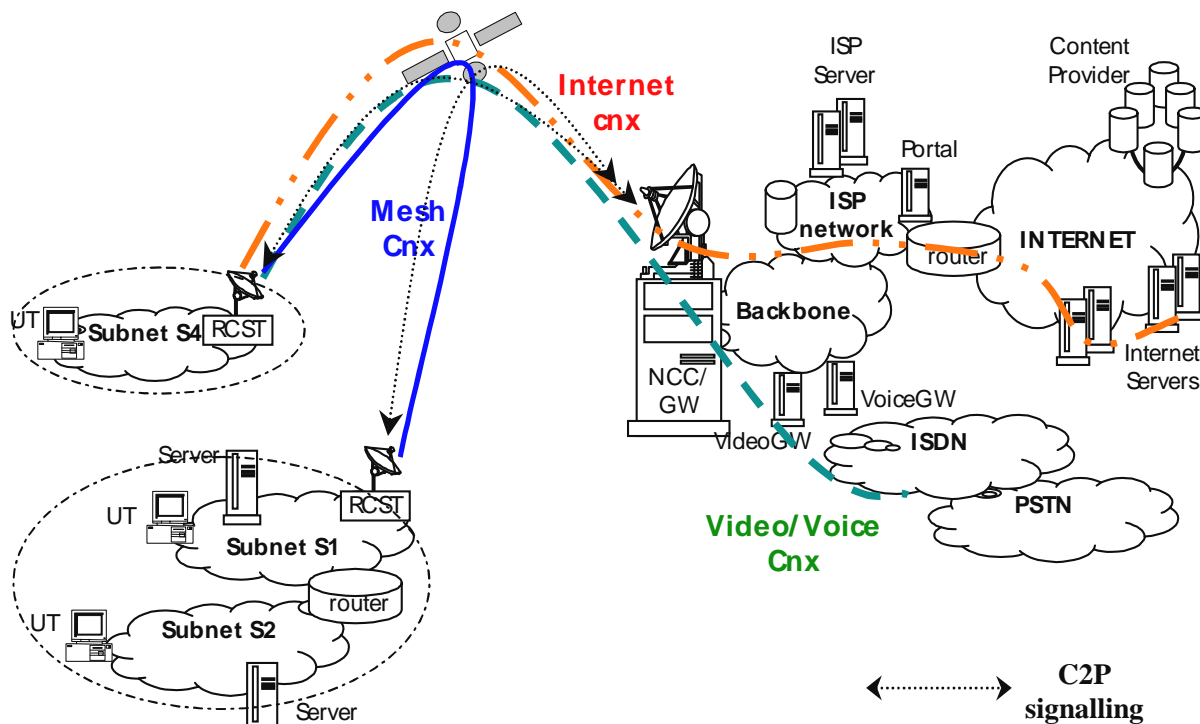 ISP
Server
Content
Provider
Internet
cnx
Portal
Mesh
Cnx
ISP
network
INTERNET
router
UT
Subnet S4
RCST
Backbone
Internet
Servers
NCC/
GW
VoiceGW
VideoGW
ISDN
Server
RCST
UT
PSTN
Video/Voice
Cnx
Subnet S1
router
UT
Subnet S2
Server
C2P
signalling